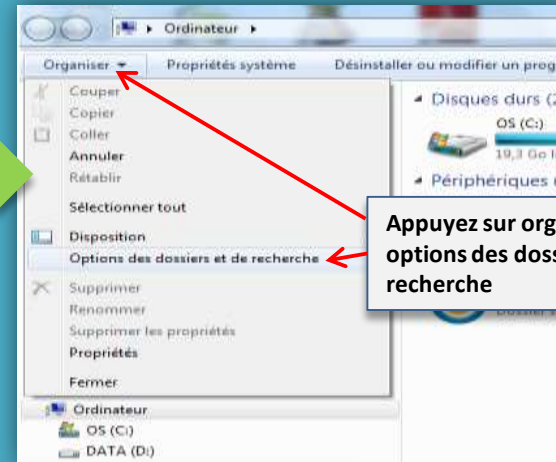 Ordinateur
Organiser Propriétés système Désinstaller ou modifier un prog
Couper
Copier
Coller
Annuler
Rétablir
Sélectionner tout
Disposition
Options des dossiers et de recherche
Supprimer
Renommer
Supprimer les propriétés
Propriétés
Fermer
Ordinateur
OS (C:)
DATA (D:)
Disques durs (2
OS (C:)
19,3 Go l
Périphériques
Appuyez sur org
options des doss
recherche
Dossier